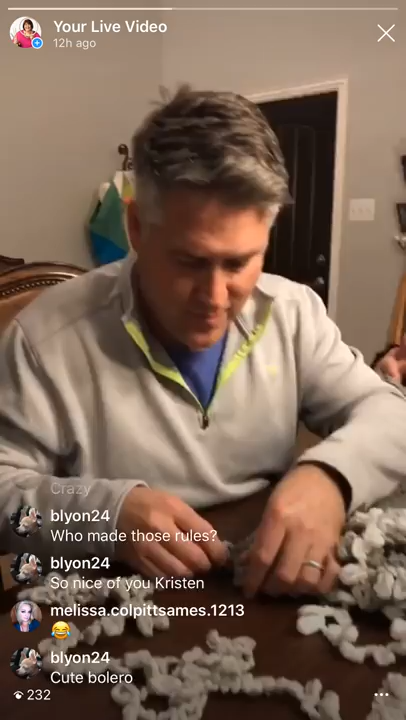 Your Live Video
12h ago
Crazy
blyon24
Who made those rules?
blyon24
So nice of you Kristen
melissa.colpittsames.1213
😂
blyon24
Cute bolero
232